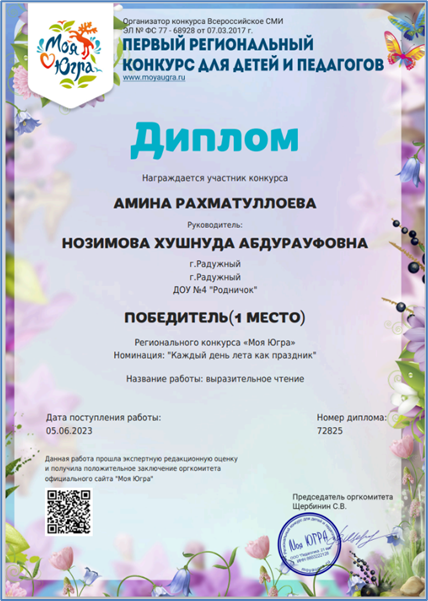 Моя
Югра
Организатор конкурса Всероссийское СМИ
ЭЛ № ФС 77 - 68928 от 07.03.2017 г.
ПЕРВЫЙ РЕГИОНАЛЬНЫЙ
КОНКУРС ДЛЯ ДЕТЕЙ И ПЕДАГОГОВ
www.moyaugra.ru
Диплом
Награждается участник конкурса
АМИНА РАХМАТУЛЛОЕВА
Руководитель:
НОЗИМОВА ХУШНУДА АБДУРАУФОВНА
г.Радужный
г.Радужный
ДОУ №4 "Родничок"
ПОБЕДИТЕЛЬ(1 МЕСТО)
Регионального конкурса «Моя Югра»
Номинация: "Каждый день лета как праздник"
Название работы: выразительное чтение
Дата поступления работы:
05.06.2023
Номер диплома:
72825
Данная работа прошла экспертную редакционную оценку
и получила положительное заключение оргкомитета
официального сайта "Моя Югра"
Председатель оргкомитета
Щербинин С.В.
Моя ЮГРА